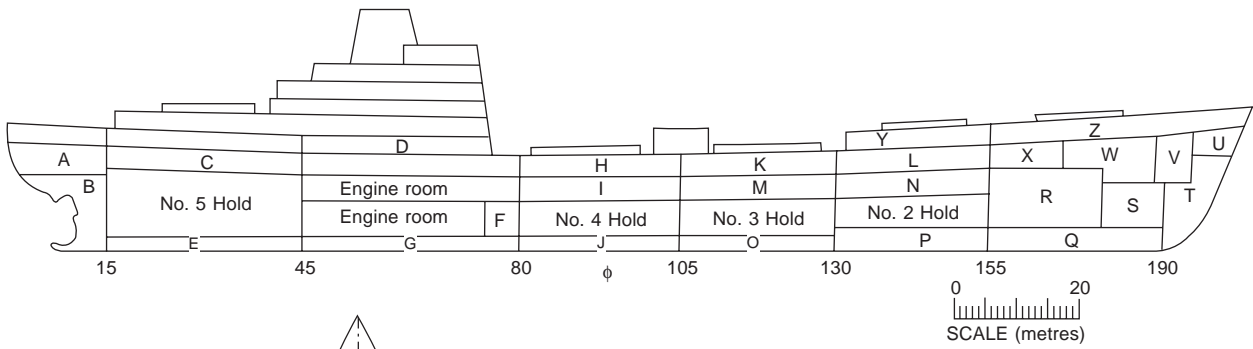 D
Y
Z
U
A
C
H
K
L
X
W
V
B
Engine room
I
M
N
T
No. 5 Hold
R
S
Engine room
F
No. 4 Hold
No. 3 Hold
No. 2 Hold
E
G
J
O
P
Q
15 45 80 ϕ 105 130 155 190
0 20
SCALE (metres)